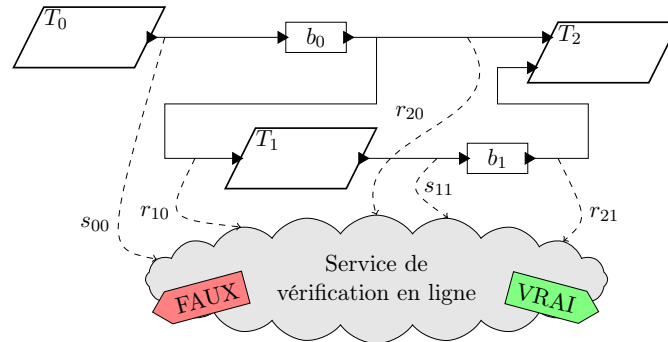 T₀
b₀
T₂
T₁
r₂₀
b₁
s₀₀
r₁₀
s₁₁
r₂₁
Service de
vérification en ligne
FAUX
VRAI